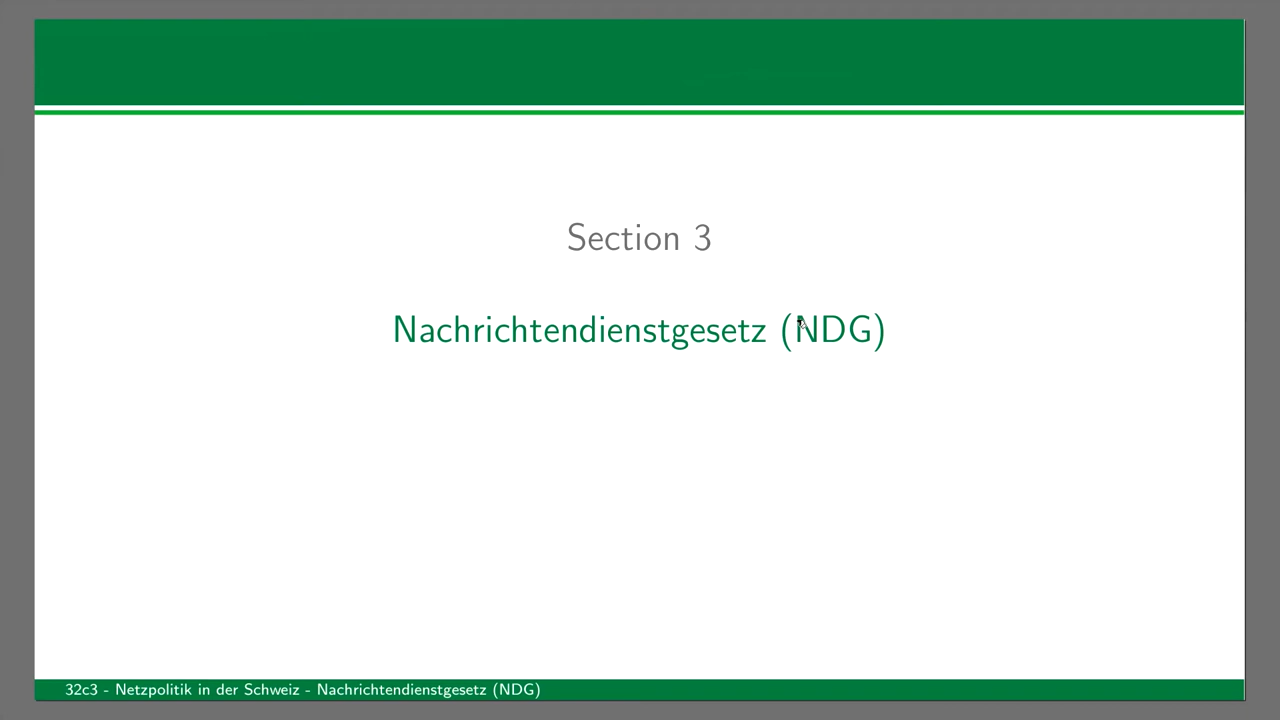 Section 3
Nachrichtendienstgesetz (NDG)
32c3 - Netzpolitik in der Schweiz - Nachrichtendienstgesetz (NDG)